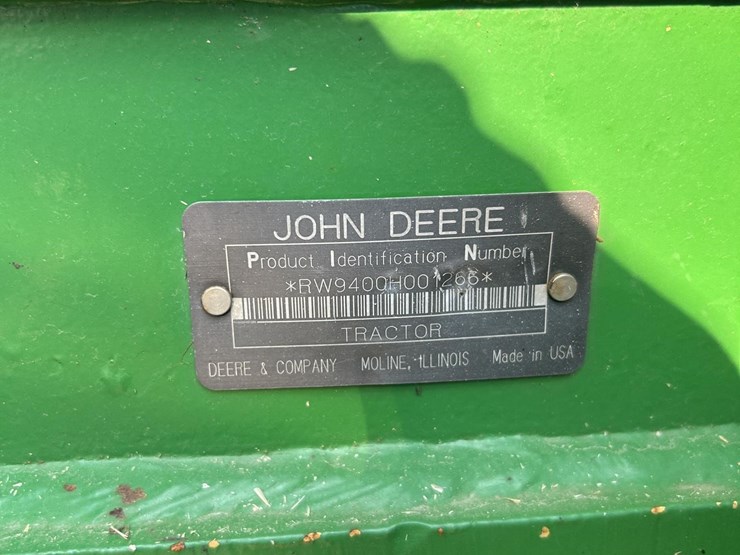 JOHN DEERE
Product Identification Number
*RW9400H001266*
TRACTOR
DEERE & COMPANY MOLINE, ILLINOIS Made in USA